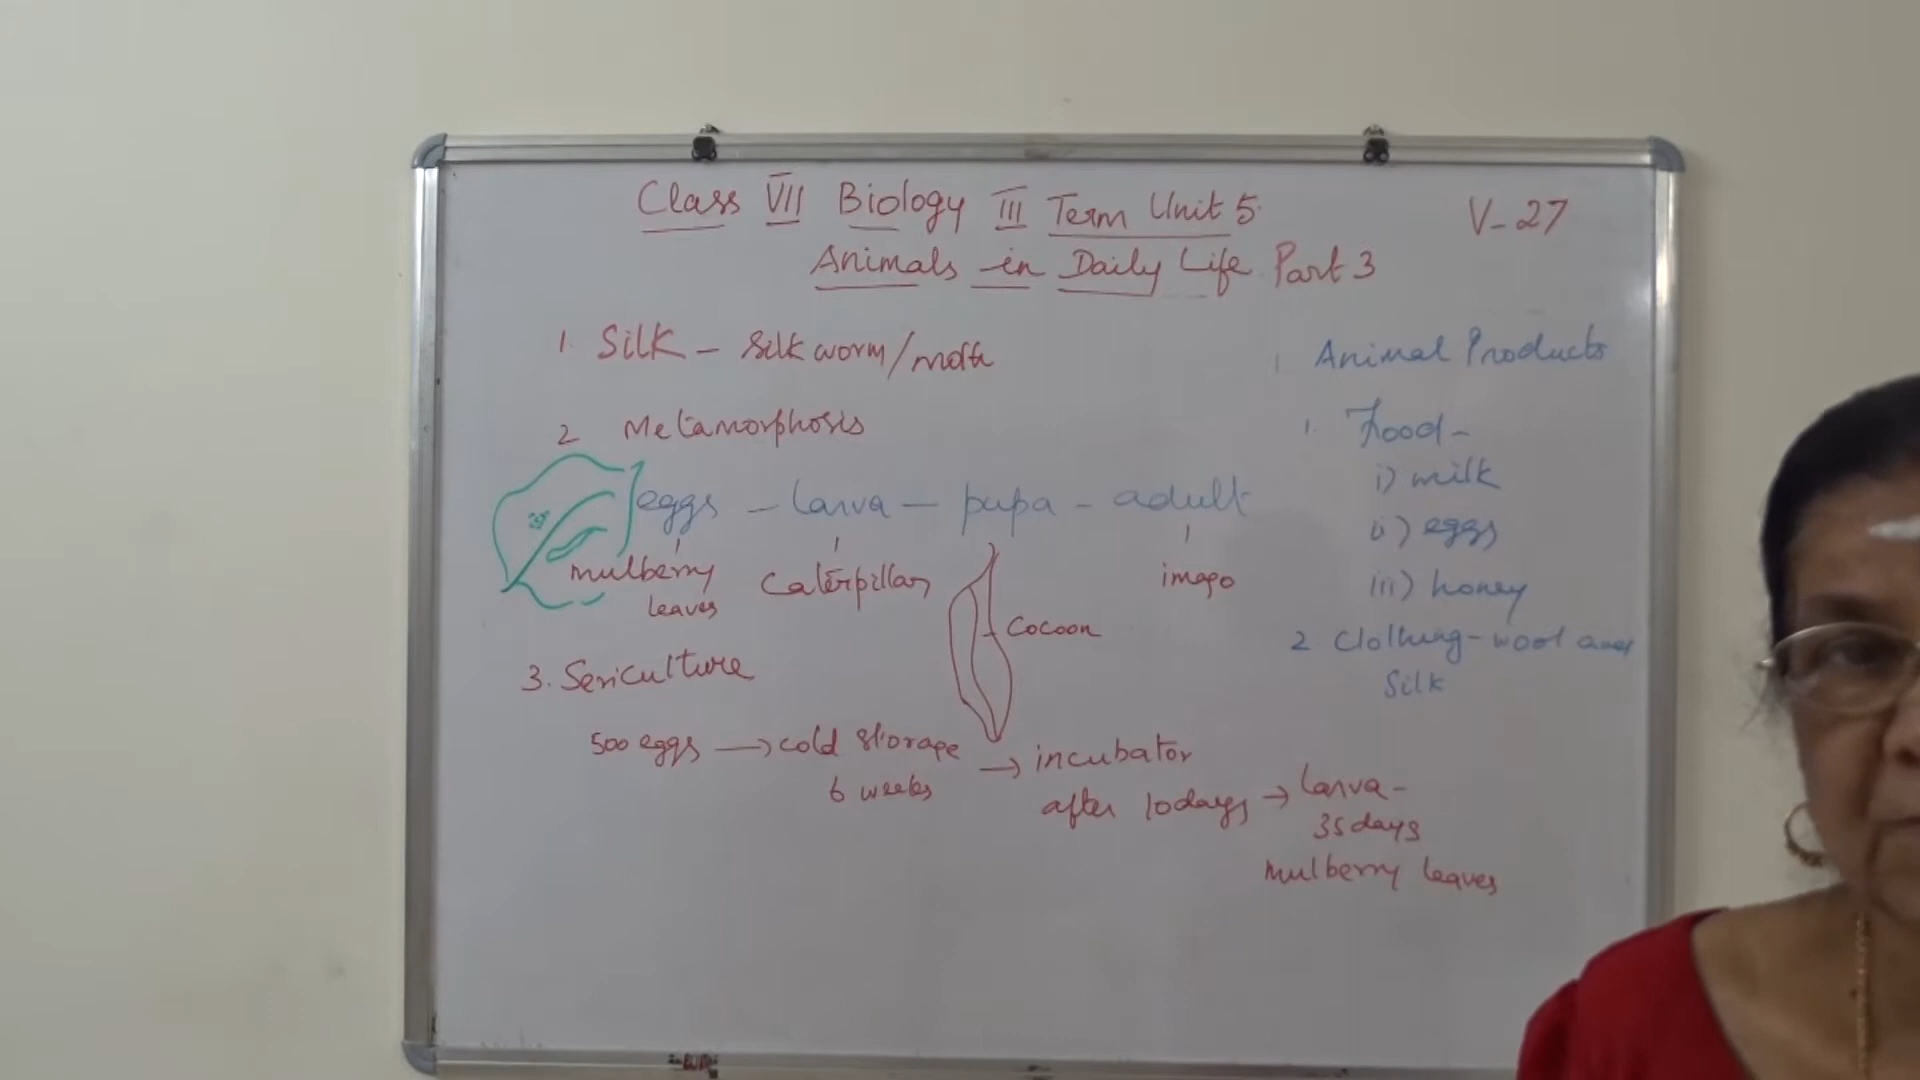 Class VII Biology III Term Unit 5.
V-27
Animals in Daily Life Part 3
1. Silk - Silk worm/moth
2 Metamorphosis
eggs - larva - pupa - adult
mulberry
leaves
caterpillar
Cocoon
imago
3. Sericulture
500 eggs → cold storage
6 weeks
→ incubator
after 10 days → larva -
35 days
mulberry leaves
Animal Products
1. Food -
i) milk
ii) eggs
iii) honey
2 Clothing - wool and
Silk